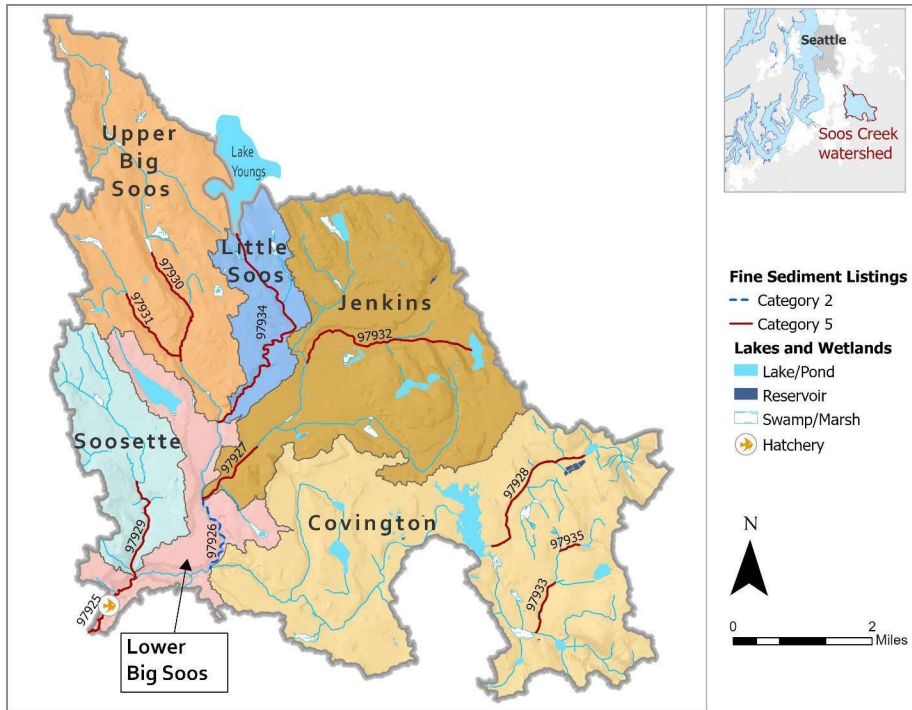 Upper
Big
Soos
Lake
Youngs
Little
Soos
Jenkins
97930
97931
97934
97932
Soosette
97927
97928
Covington
97929
97926
97935
97933
97925
Lower
Big Soos
Seattle
Soos Creek
watershed
Fine Sediment Listings
Category 2
Category 5
Lakes and Wetlands
Lake/Pond
Reservoir
Swamp/Marsh
Hatchery
N
0 2
Miles